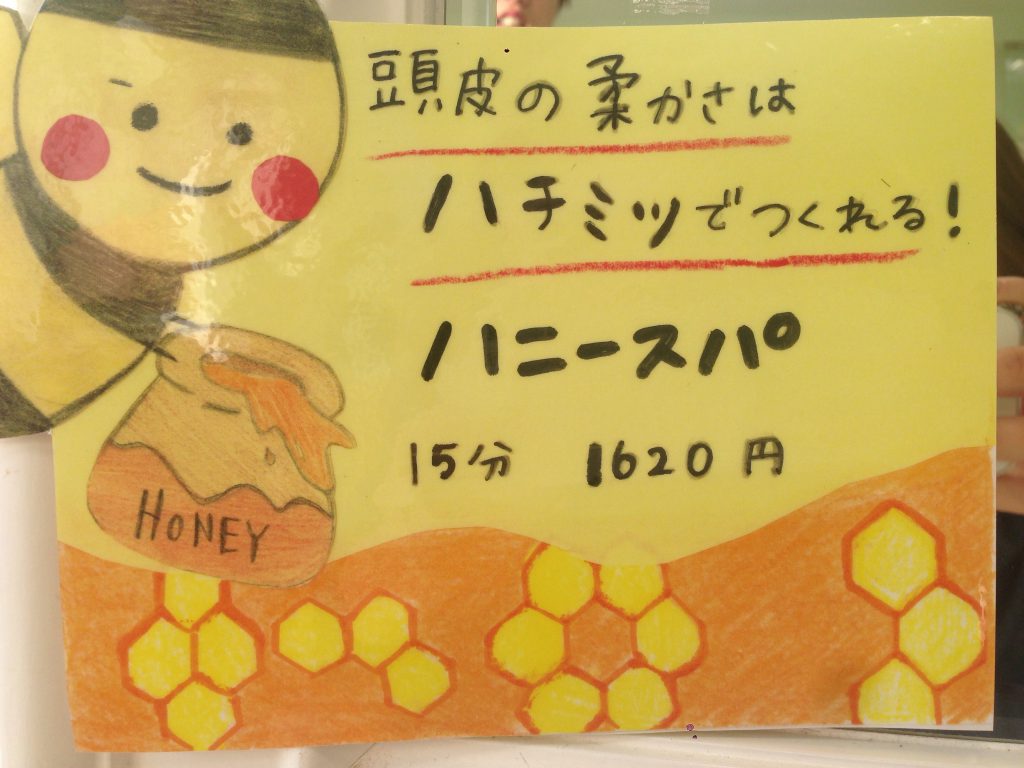 頭皮の柔かさは
ハチミツでつくれる!
ハニースパ
15分 1620円
HONEY